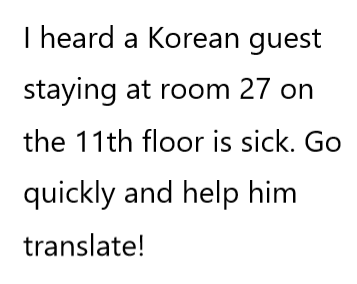 I heard a Korean guest
staying at room 27 on
the 11th floor is sick. Go
quickly and help him
translate!